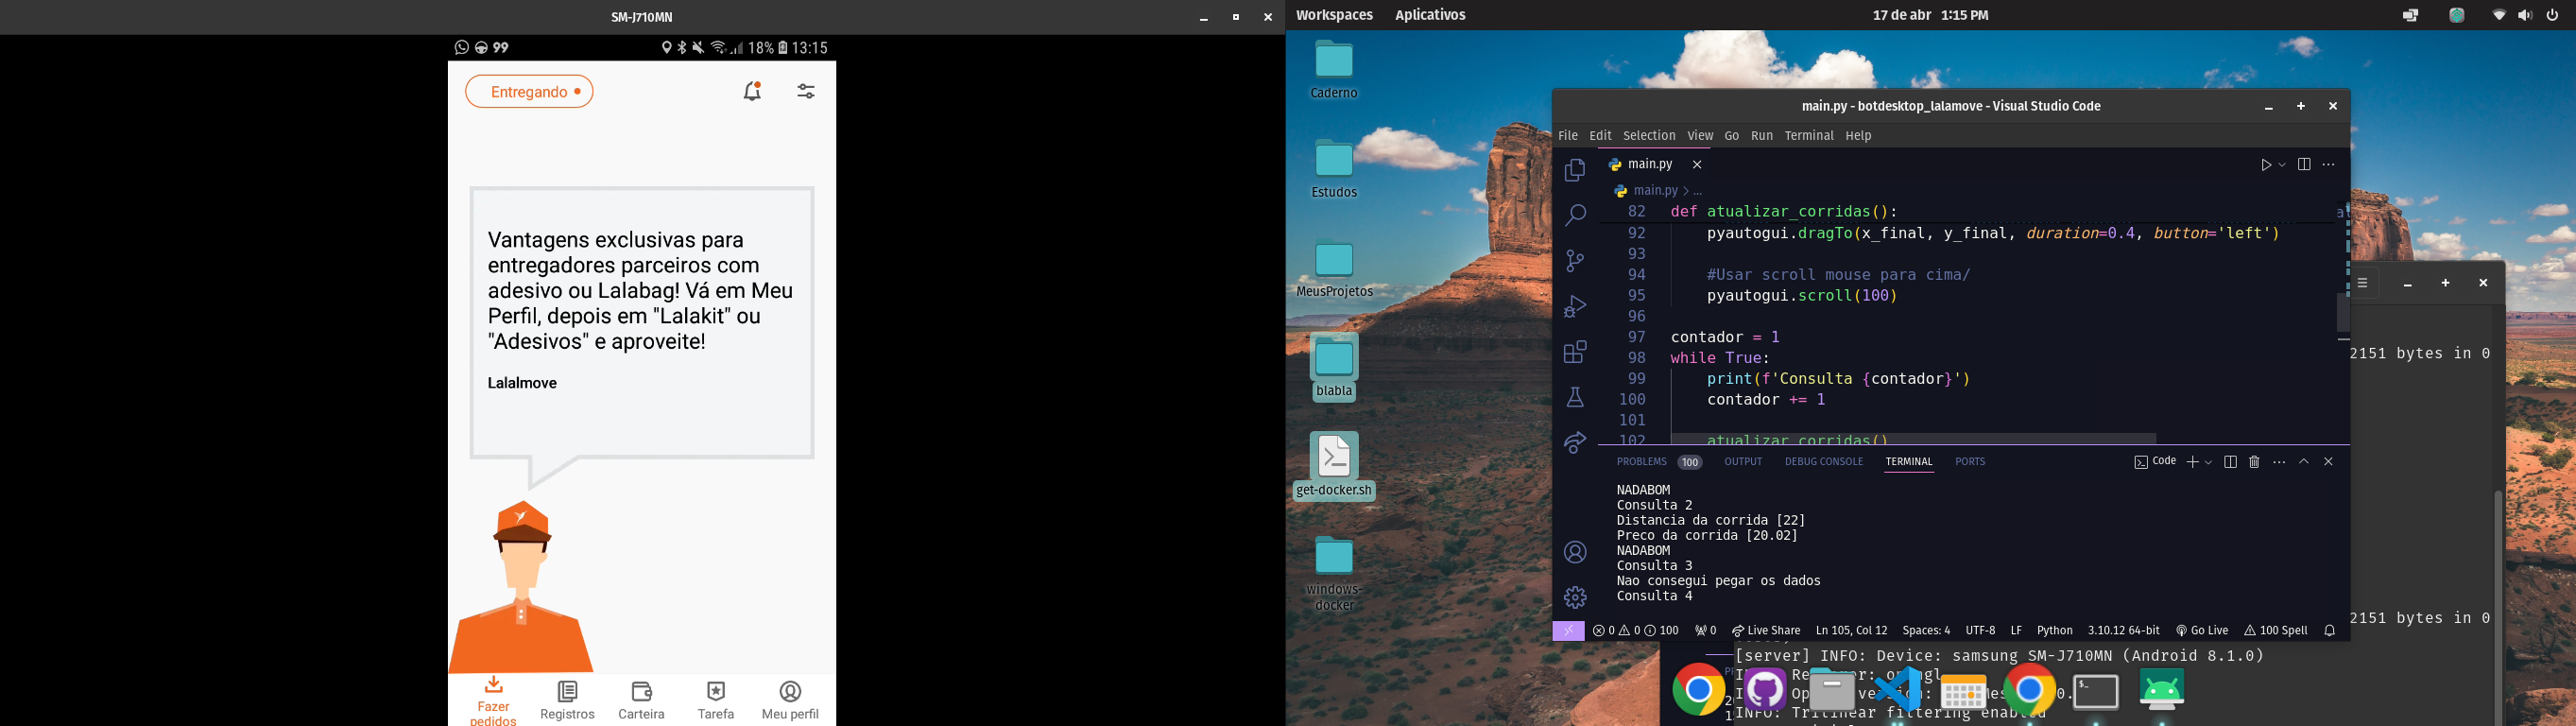 SM-J710MN
99
18% 13:15
Entregando
Vantagens exclusivas para
entregadores parceiros com
adesivo ou Lalabag! Vá em Meu
Perfil, depois em "Lalakit" ou
"Adesivos" e aproveite!
Lalalmove
Fazer
pedidos
Registros
Carteira
Tarefa
Meu perfil
Workspaces Aplicativos
17 de abr 1:15 PM
Caderno
Estudos
MeusProjetos
blabla
get-docker.sh
windows-
docker
main.py - botdesktop_lalamove - Visual Studio Code
File Edit Selection View Go Run Terminal Help
main.py
main.py > ...
82 def atualizar_corridas():
92 pyautogui.dragTo(x_final, y_final, duration=0.4, button='left')
93
94 #Usar scroll mouse para cima/
95 pyautogui.scroll(100)
96
97 contador = 1
98 while True:
99 print(f'Consulta {contador}')
100 contador += 1
101
102 atualizar_corridas()
PROBLEMS 100 OUTPUT DEBUG CONSOLE TERMINAL PORTS
Code
NADABOM
Consulta 2
Distancia da corrida [22]
Preco da corrida [20.02]
NADABOM
Consulta 3
Nao consegui pegar os dados
Consulta 4
0 0 100 0 Live Share Ln 105, Col 12 Spaces: 4 UTF-8 LF Python 3.10.12 64-bit Go Live 100 Spell
2151 bytes in 0
2151 bytes in 0
[server] INFO: Device: samsung SM-J710MN (Android 8.1.0)
INFO: Trilinear filtering enabled